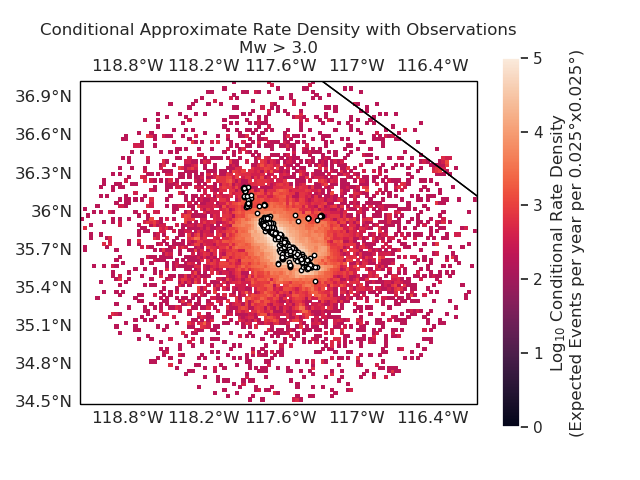 Conditional Approximate Rate Density with Observations
Mw > 3.0
118.8°W 118.2°W 117.6°W 117°W 116.4°W
36.9°N
36.6°N
36.3°N
36°N
35.7°N
35.4°N
35.1°N
34.8°N
34.5°N
118.8°W 118.2°W 117.6°W 117°W 116.4°W
5
4
3
2
1
0
Log₁₀ Conditional Rate Density
(Expected Events per year per 0.025°x0.025°)